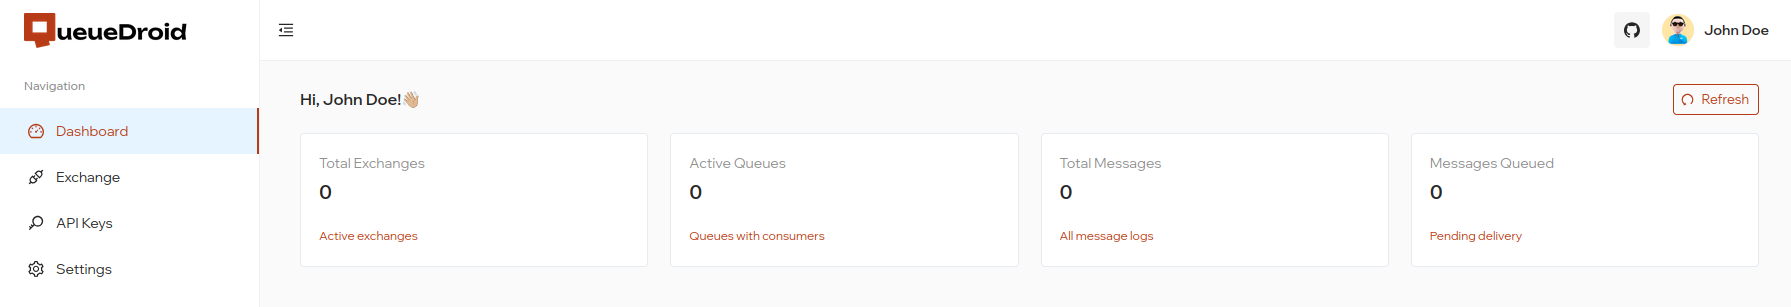 QueueDroid
John Doe
Navigation
Dashboard
Exchange
API Keys
Settings
Hi, John Doe!👋🏼
Refresh
Total Exchanges
0
Active exchanges
Active Queues
0
Queues with consumers
Total Messages
0
All message logs
Messages Queued
0
Pending delivery